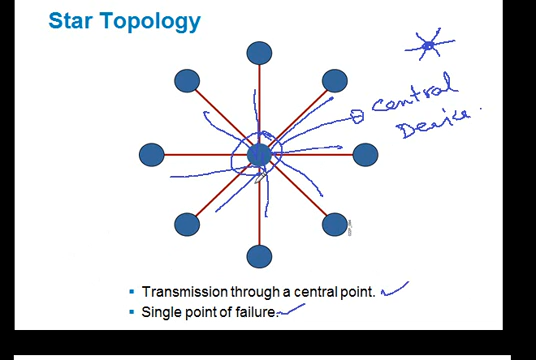 Star Topology
central
Device.
Transmission through a central point.
Single point of failure.